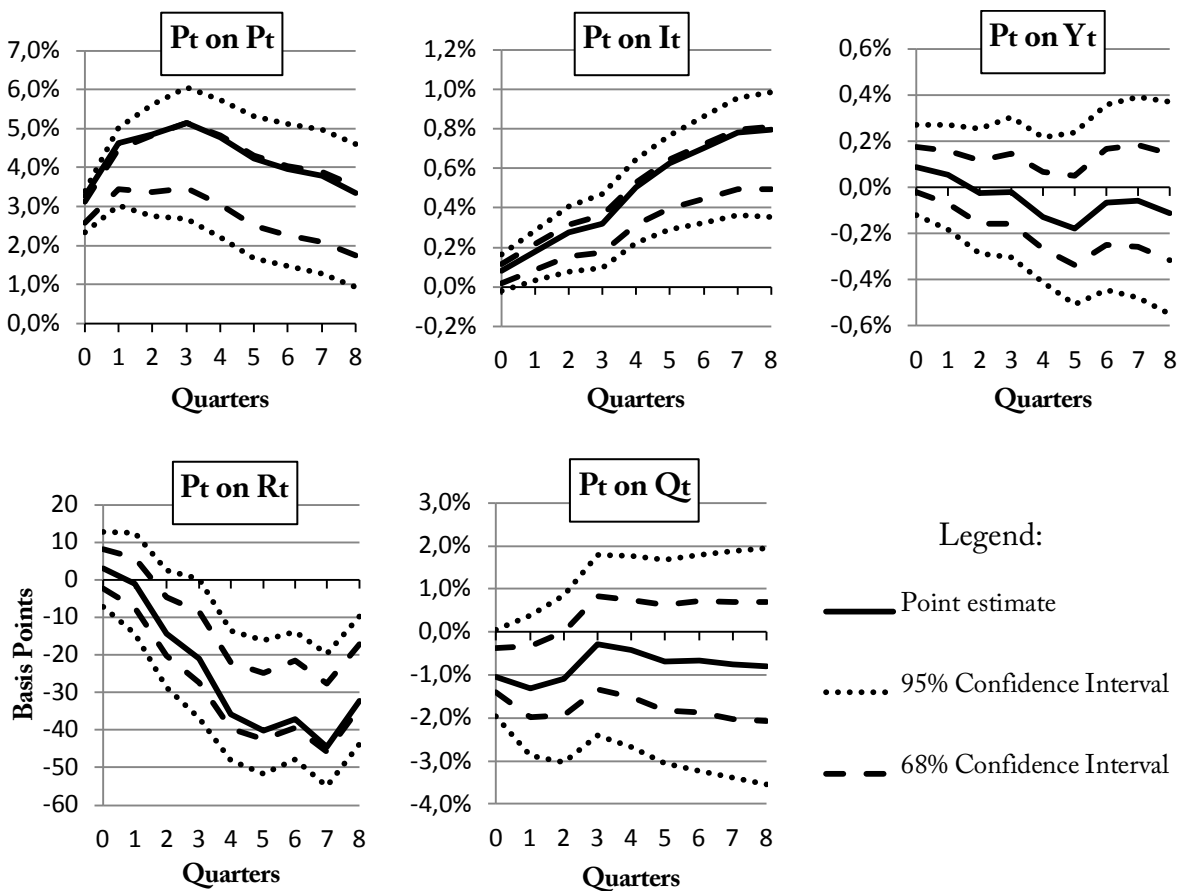 Pt on Pt
7,0%
6,0%
5,0%
4,0%
3,0%
2,0%
1,0%
0,0%
0 1 2 3 4 5 6 7 8
Quarters
Pt on It
1,2%
1,0%
0,8%
0,6%
0,4%
0,2%
0,0%
-0,2%
0 1 2 3 4 5 6 7 8
Quarters
Pt on Yt
0,6%
0,4%
0,2%
0,0%
-0,2%
-0,4%
-0,6%
0 1 2 3 4 5 6 7 8
Quarters
Pt on Rt
Basis Points
20
10
0
-10
-20
-30
-40
-50
-60
0 1 2 3 4 5 6 7 8
Quarters
Pt on Qt
3,0%
2,0%
1,0%
0,0%
-1,0%
-2,0%
-3,0%
-4,0%
0 1 2 3 4 5 6 7 8
Quarters
Legend:
Point estimate
95% Confidence Interval
68% Confidence Interval